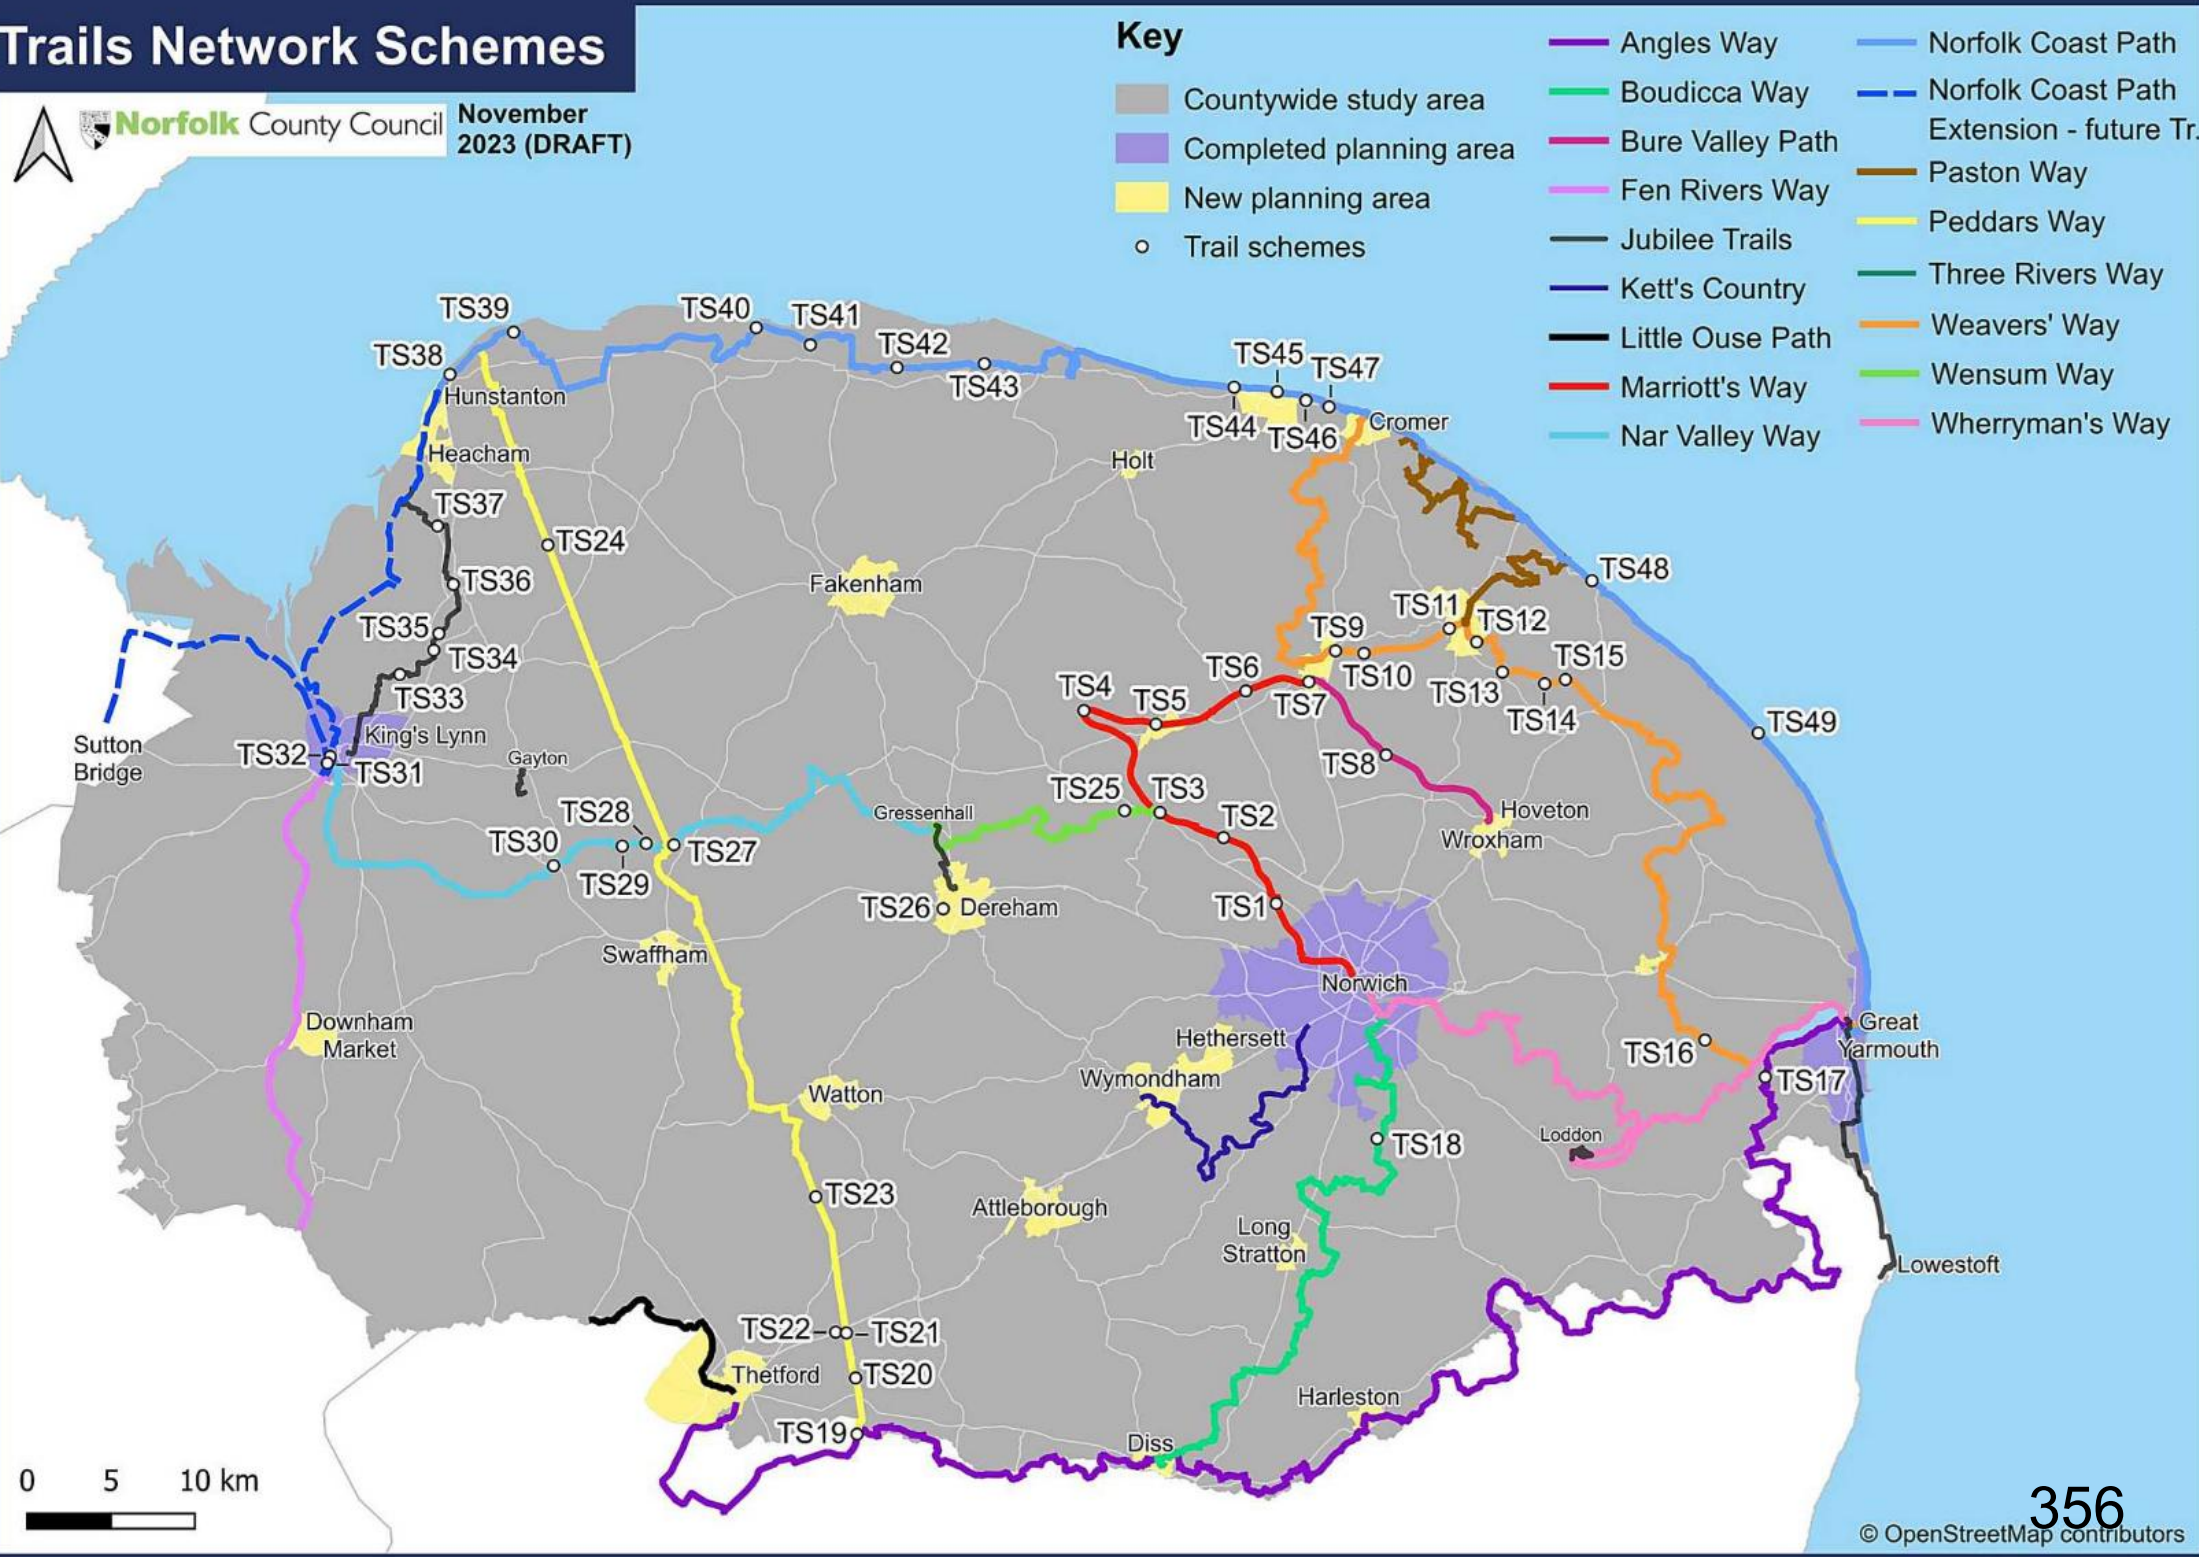 Trails Network Schemes
Norfolk County Council
November
2023 (DRAFT)
Key
Countywide study area
Completed planning area
New planning area
Trail schemes
Angles Way
Boudicca Way
Bure Valley Path
Fen Rivers Way
Jubilee Trails
Kett's Country
Little Ouse Path
Marriott's Way
Nar Valley Way
Norfolk Coast Path
Norfolk Coast Path
Extension - future Tr.
Paston Way
Peddars Way
Three Rivers Way
Weavers' Way
Wensum Way
Wherryman's Way
TS39
TS40
TS41
TS38
TS42
TS43
TS45
TS47
TS44
TS46
Hunstanton
Cromer
Heacham
Holt
TS37
TS24
TS36
Fakenham
TS48
TS35
TS34
TS33
TS11
TS12
TS9
TS10
TS15
TS13
TS14
TS6
TS7
TS4
TS5
TS49
Sutton
Bridge
TS32
King's Lynn
TS31
Gayton
TS8
TS25
TS3
TS2
Hoveton
Wroxham
TS28
TS30
TS29
TS27
Gressenhall
TS26
Dereham
TS1
Swaffham
Norwich
Downham
Market
Hethersett
Wymondham
Watton
TS16
Great
Yarmouth
TS17
TS18
Loddon
TS23
Attleborough
Long
Stratton
Lowestoft
TS22
TS21
Thetford
TS20
Harleston
TS19
Diss
0 5 10 km
356
© OpenStreetMap contributors